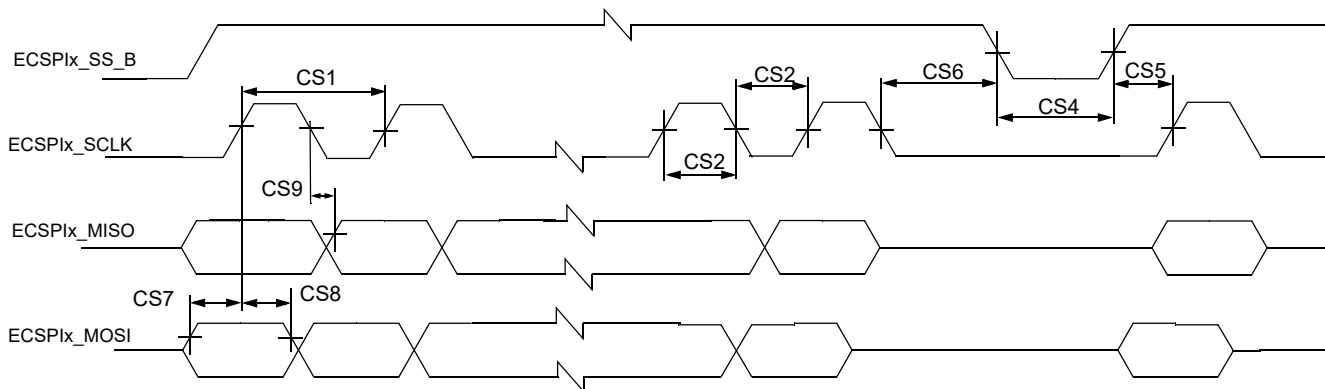 ECSPIx_SS_B
CS1
CS2
CS6
CS5
CS4
ECSPIx_SCLK
CS2
CS9
ECSPIx_MISO
CS7
CS8
ECSPIx_MOSI